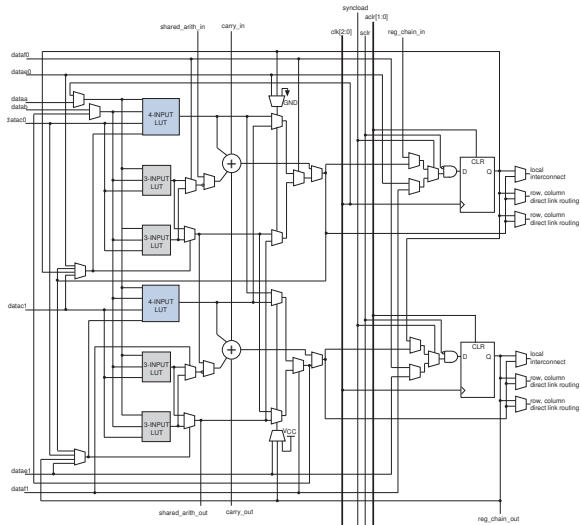 syncload
aclr[1:0]
shared_arith_in
carry_in
clk[2:0]
sclr
reg_chain_in
dataf0
datae0
dataa
datab
datac0
GND
4-INPUT
LUT
3-INPUT
LUT
3-INPUT
LUT
+
CLR
D
Q
local
interconnect
row, column
direct link routing
row, column
direct link routing
datac1
4-INPUT
LUT
3-INPUT
LUT
3-INPUT
LUT
+
CLR
D
Q
local
interconnect
row, column
direct link routing
row, column
direct link routing
VCC
datae1
dataf1
shared_arith_out
carry_out
reg_chain_out